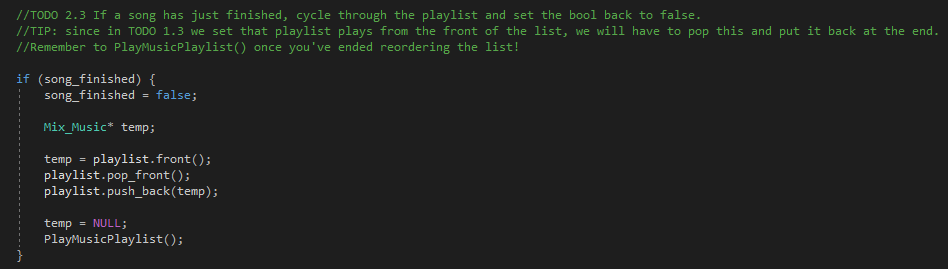 //TODO 2.3 If a song has just finished, cycle through the playlist and set the bool back to false.
//TIP: since in TODO 1.3 we set that playlist plays from the front of the list, we will have to pop this and put it back at the end.
//Remember to PlayMusicPlaylist() once you've ended reordering the list!
if (song_finished) {
song_finished = false;
Mix_Music* temp;
temp = playlist.front();
playlist.pop_front();
playlist.push_back(temp);
temp = NULL;
PlayMusicPlaylist();
}